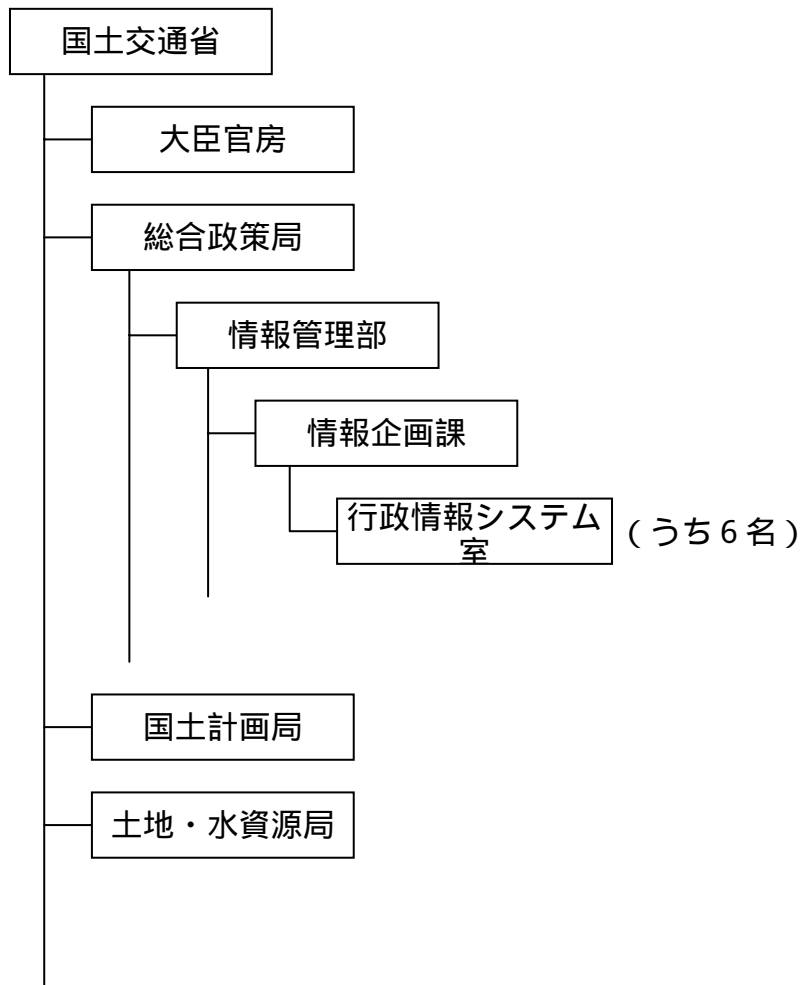 国土交通省
大臣官房
総合政策局
情報管理部
情報企画課
行政情報システム
室
（うち６名）
国土計画局
土地・水資源局